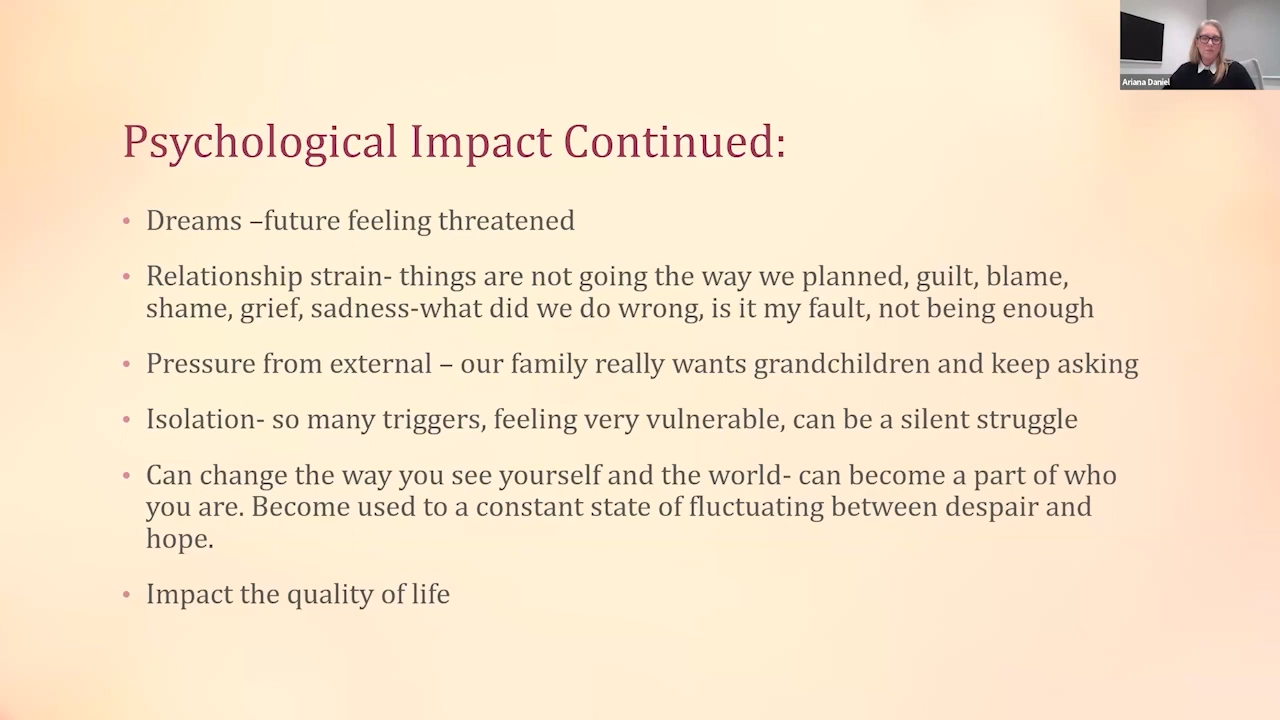 Ariana Daniel
Psychological Impact Continued:
• Dreams –future feeling threatened
• Relationship strain- things are not going the way we planned, guilt, blame,
shame, grief, sadness-what did we do wrong, is it my fault, not being enough
• Pressure from external – our family really wants grandchildren and keep asking
• Isolation- so many triggers, feeling very vulnerable, can be a silent struggle
• Can change the way you see yourself and the world- can become a part of who
you are. Become used to a constant state of fluctuating between despair and
hope.
• Impact the quality of life